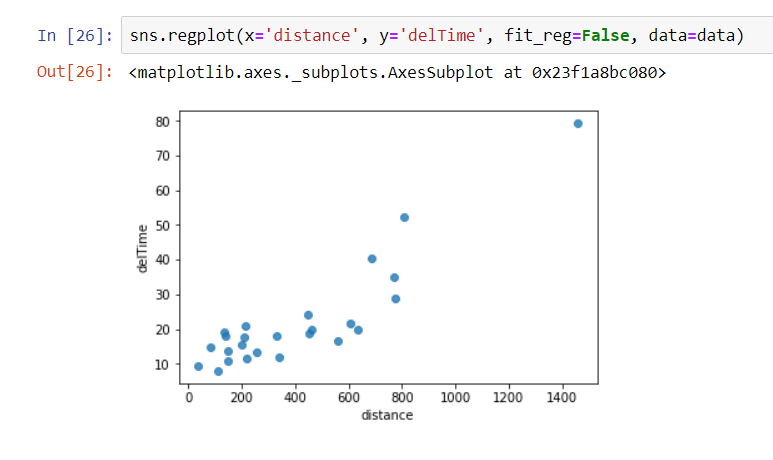 In [26]: sns.regplot(x='distance', y='delTime', fit_reg=False, data=data)
Out[26]: <matplotlib.axes._subplots.AxesSubplot at 0x23f1a8bc080>
80
70
60
50
40
30
20
10
delTime
0 200 400 600 800 1000 1200 1400
distance